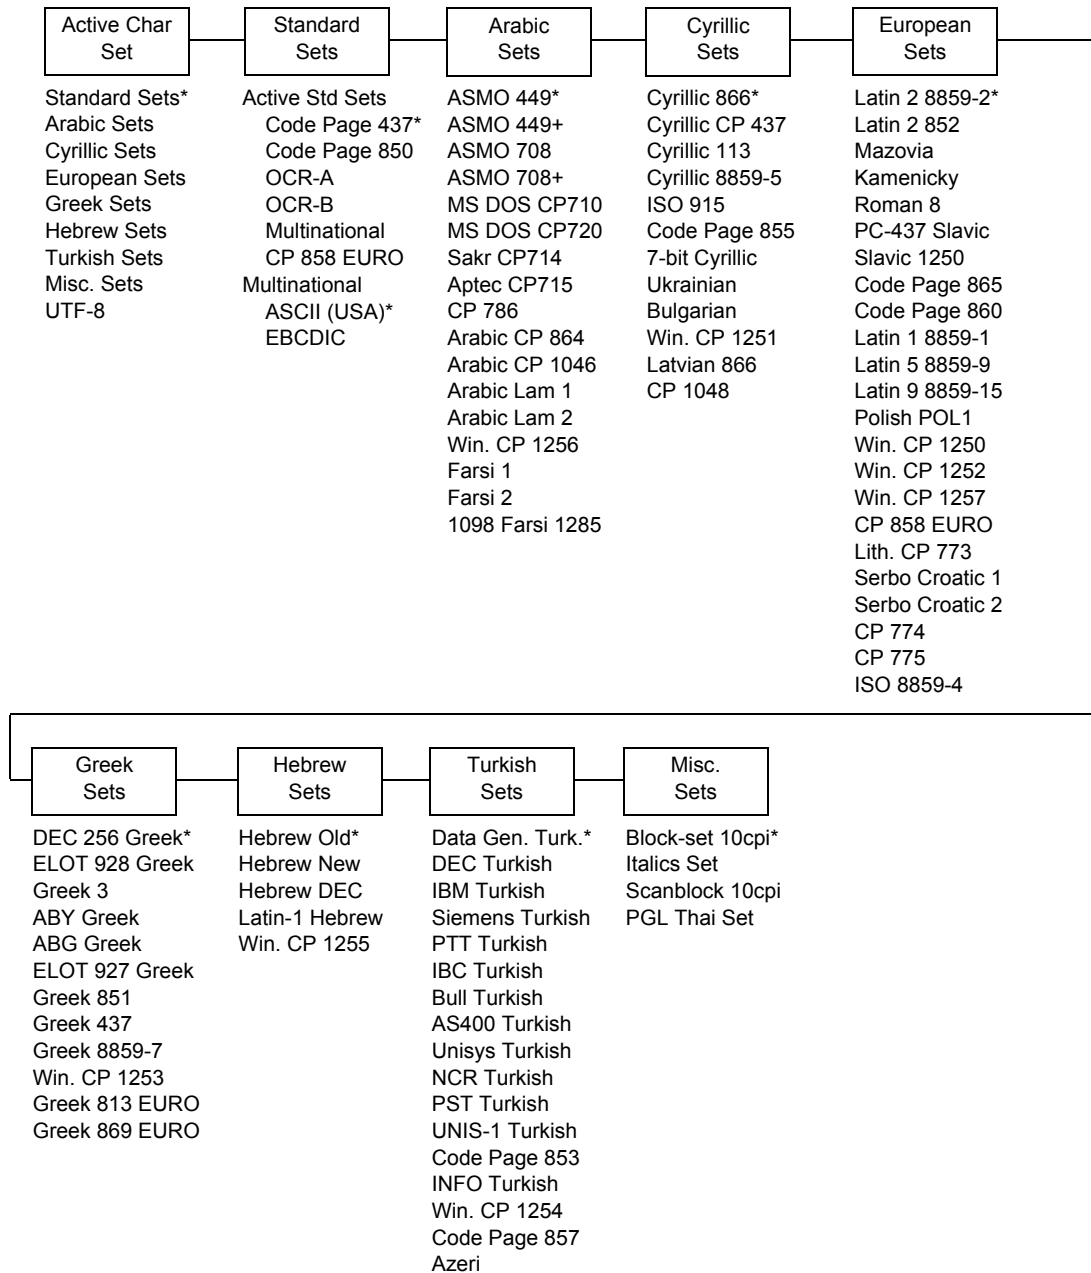 Active Char
Set
Standard
Sets
Arabic
Sets
Cyrillic
Sets
European
Sets
Standard Sets*
Arabic Sets
Cyrillic Sets
European Sets
Greek Sets
Hebrew Sets
Turkish Sets
Misc. Sets
UTF-8
Active Std Sets
Code Page 437*
Code Page 850
OCR-A
OCR-B
Multinational
CP 858 EURO
Multinational
ASCII (USA)*
EBCDIC
ASMO 449*
ASMO 449+
ASMO 708
ASMO 708+
MS DOS CP710
MS DOS CP720
Sakr CP714
Aptec CP715
CP 786
Arabic CP 864
Arabic CP 1046
Arabic Lam 1
Arabic Lam 2
Win. CP 1256
Farsi 1
Farsi 2
1098 Farsi 1285
Cyrillic 866*
Cyrillic CP 437
Cyrillic 113
Cyrillic 8859-5
ISO 915
Code Page 855
7-bit Cyrillic
Ukrainian
Bulgarian
Win. CP 1251
Latvian 866
CP 1048
Latin 2 8859-2*
Latin 2 852
Mazovia
Kamenicky
Roman 8
PC-437 Slavic
Slavic 1250
Code Page 865
Code Page 860
Latin 1 8859-1
Latin 5 8859-9
Latin 9 8859-15
Polish POL1
Win. CP 1250
Win. CP 1252
Win. CP 1257
CP 858 EURO
Lith. CP 773
Serbo Croatic 1
Serbo Croatic 2
CP 774
CP 775
ISO 8859-4
Greek
Sets
Hebrew
Sets
Turkish
Sets
Misc.
Sets
DEC 256 Greek*
ELOT 928 Greek
Greek 3
ABY Greek
ABG Greek
ELOT 927 Greek
Greek 851
Greek 437
Greek 8859-7
Win. CP 1253
Greek 813 EURO
Greek 869 EURO
Hebrew Old*
Hebrew New
Hebrew DEC
Latin-1 Hebrew
Win. CP 1255
Data Gen. Turk.*
DEC Turkish
IBM Turkish
Siemens Turkish
PTT Turkish
IBC Turkish
Bull Turkish
AS400 Turkish
Unisys Turkish
NCR Turkish
PST Turkish
UNIS-1 Turkish
Code Page 853
INFO Turkish
Win. CP 1254
Code Page 857
Azeri
Block-set 10cpi*
Italics Set
Scanblock 10cpi
PGL Thai Set